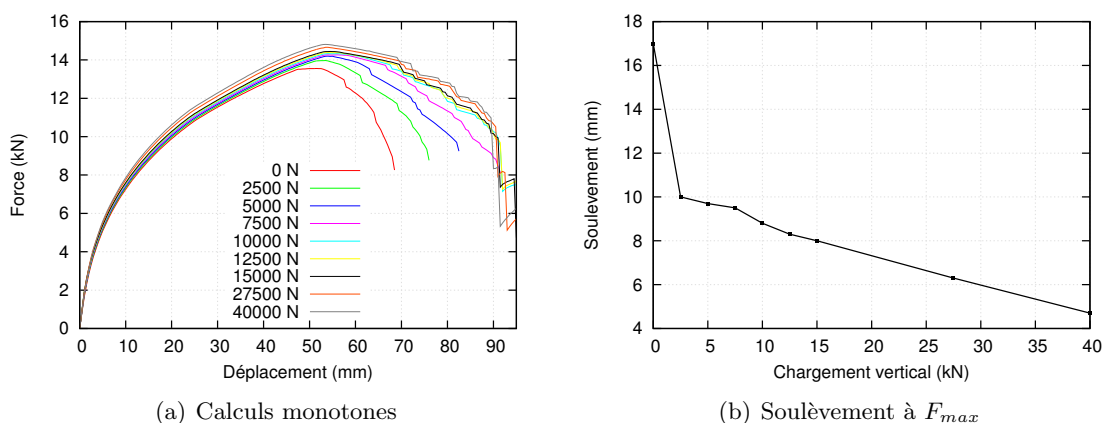 16
14
12
10
8
6
4
2
0
Force (kN)
0 N
2500 N
5000 N
7500 N
10000 N
12500 N
15000 N
27500 N
40000 N
0 10 20 30 40 50 60 70 80 90
Déplacement (mm)
(a) Calculs monotones
18
16
14
12
10
8
6
4
Soulevement (mm)
0 5 10 15 20 25 30 35 40
Chargement vertical (kN)
(b) Soulèvement à Fmax